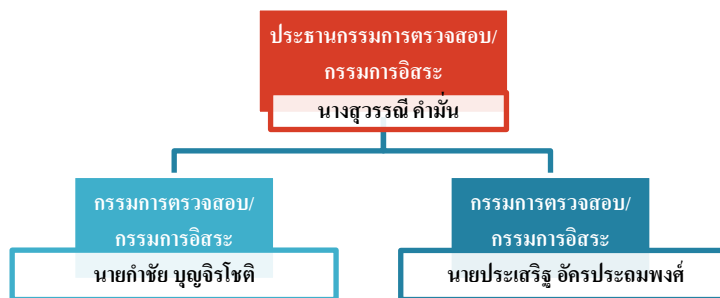 ประธานกรรมการตรวจสอบ/
กรรมการอิสระ
นางสุวรรณี คำมั่น
กรรมการตรวจสอบ/
กรรมการอิสระ
นายกำชัย บุญจิรโชติ
กรรมการตรวจสอบ/
กรรมการอิสระ
นายประเสริฐ อัครประถมพงศ์